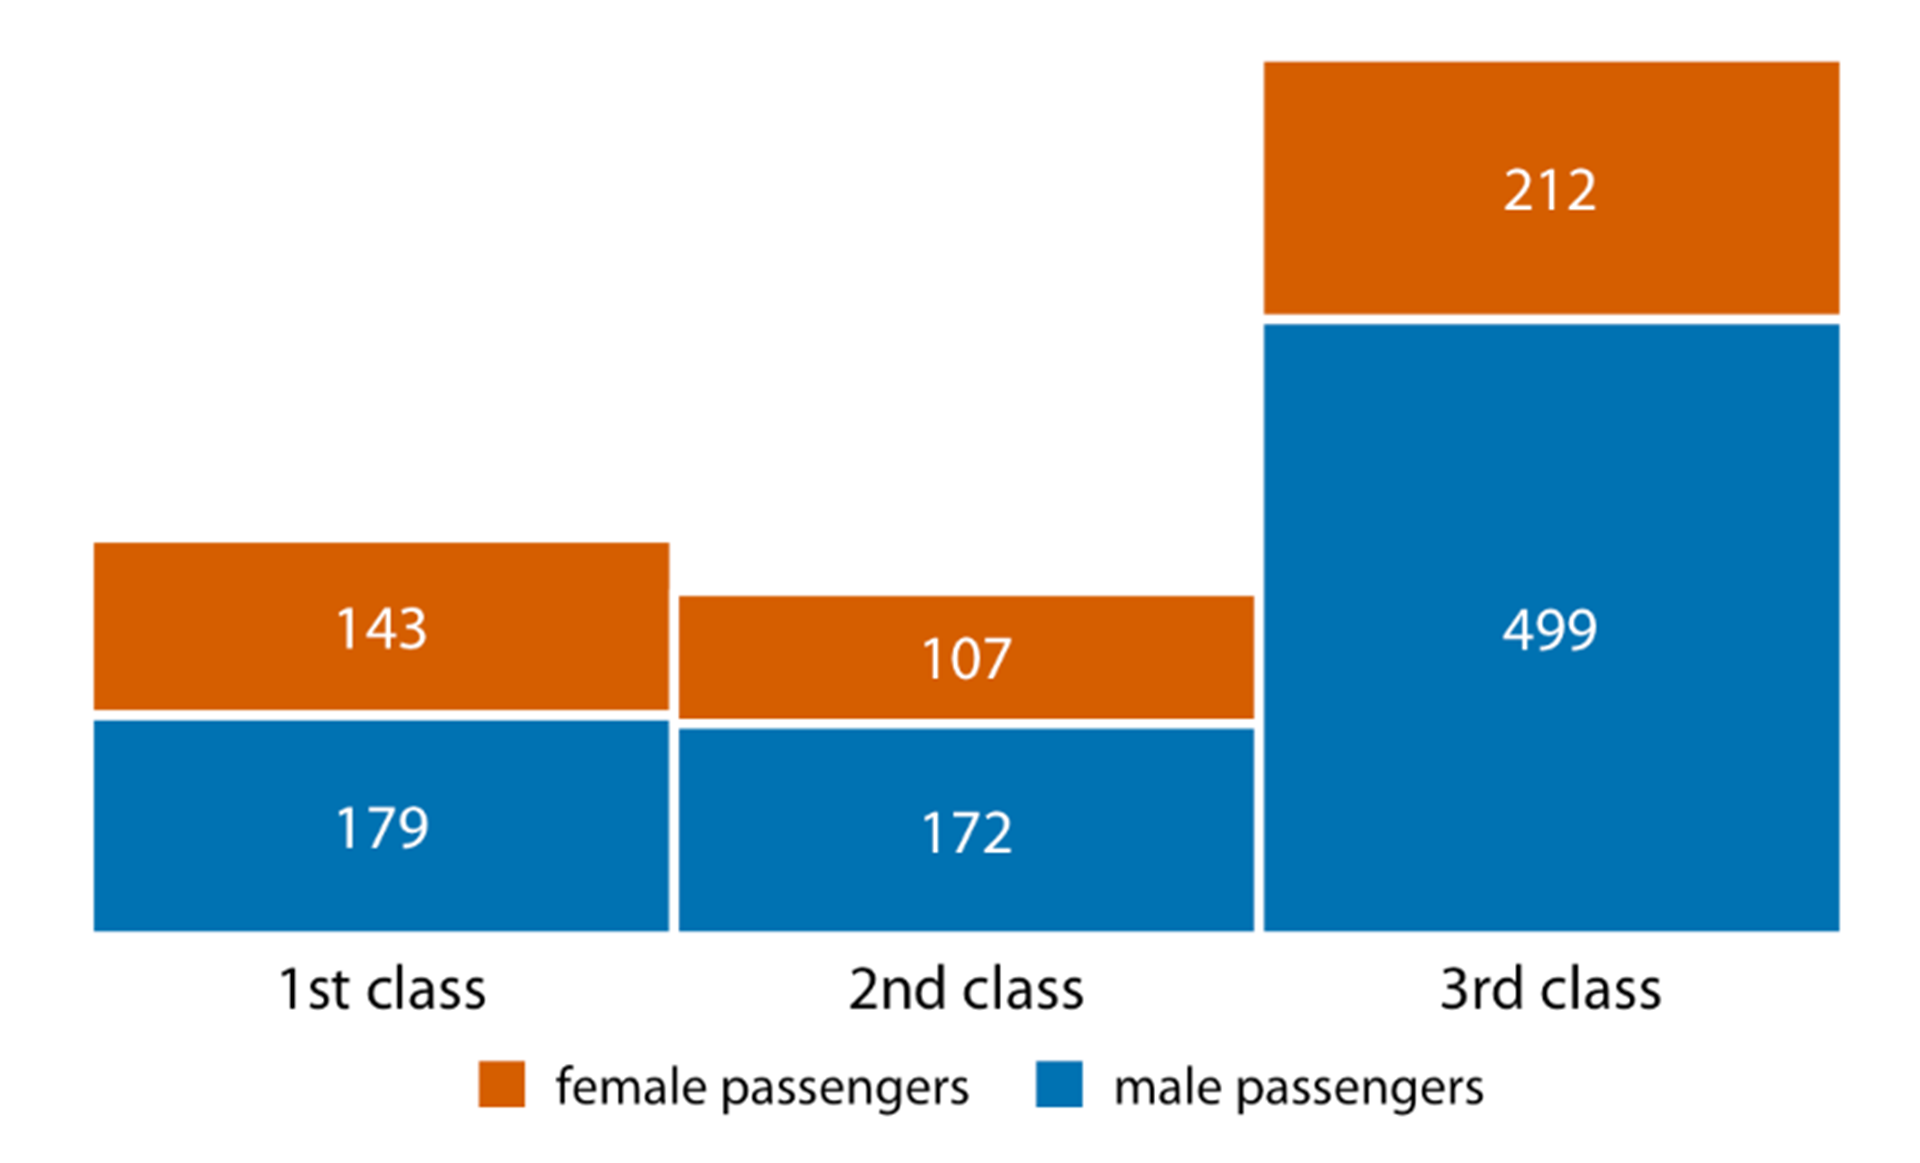 212
499
143
107
179
172
1st class
2nd class
3rd class
female passengers
male passengers